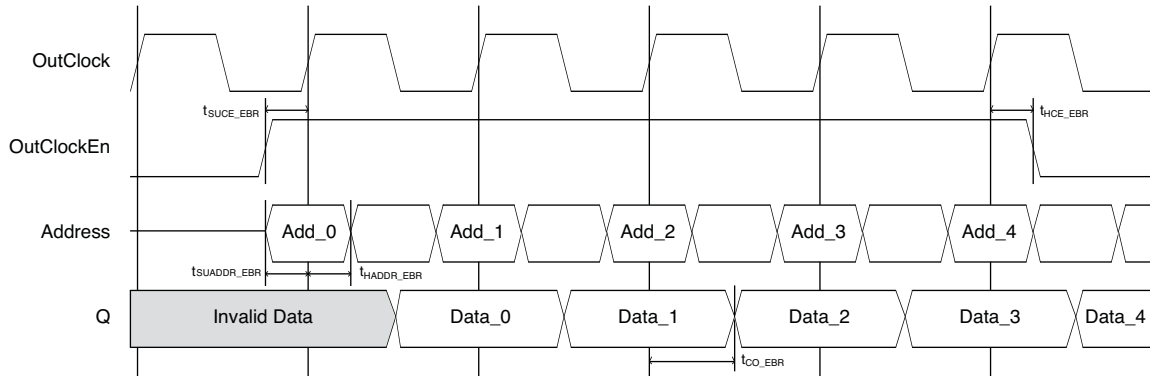 OutClock
tSUCE_EBR
tHCE_EBR
OutClockEn
Address
Add_0
Add_1
Add_2
Add_3
Add_4
tSUADDR_EBR
tHADDR_EBR
Q
Invalid Data
Data_0
Data_1
Data_2
Data_3
Data_4
tCO_EBR